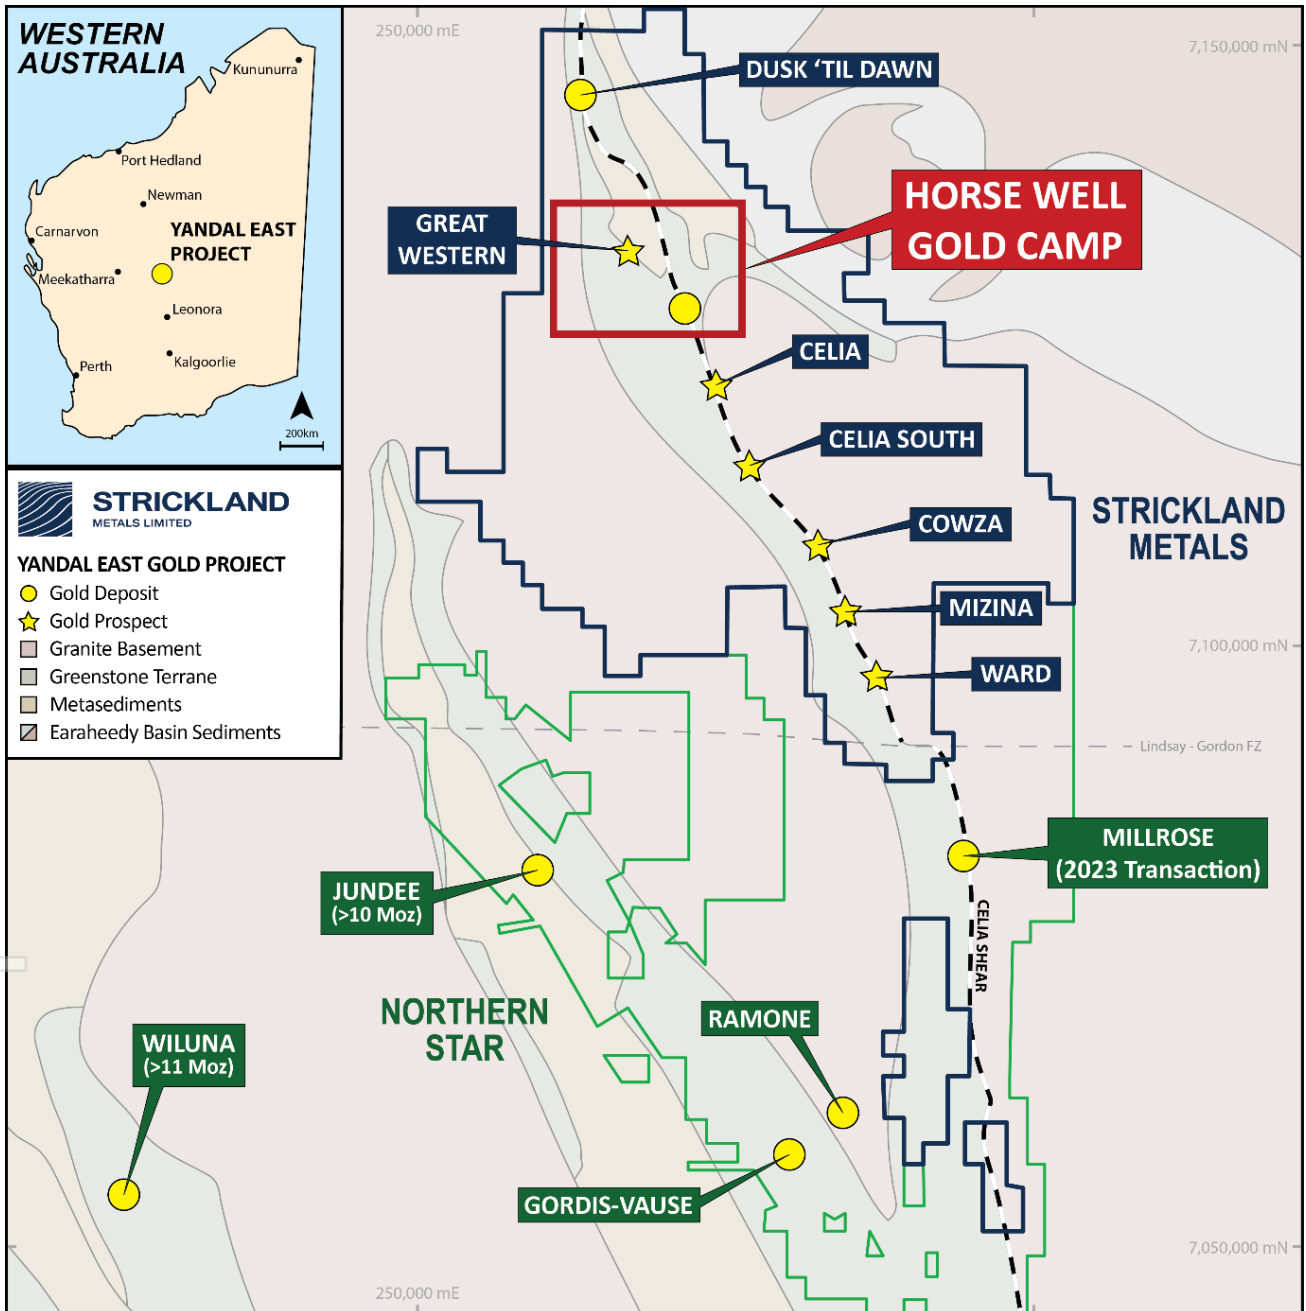 WESTERN
AUSTRALIA
Kununurra
Port Hedland
Newman
YANDAL EAST
PROJECT
Carnarvon
Meekatharra
Leonora
Perth
Kalgoorlie
200km
STRICKLAND
METALS LIMITED
YANDAL EAST GOLD PROJECT
Gold Deposit
Gold Prospect
Granite Basement
Greenstone Terrane
Metasediments
Earaheedy Basin Sediments
250,000 mE
7,150,000 mN
DUSK ‘TIL DAWN
HORSE WELL
GOLD CAMP
GREAT
WESTERN
CELIA
CELIA SOUTH
STRICKLAND
METALS
COWZA
MIZINA
7,100,000 mN
WARD
Lindsay - Gordon FZ
MILLROSE
(2023 Transaction)
JUNDEE
(>10 Moz)
CELIA SHEAR
NORTHERN
STAR
RAMONE
WILUNA
(>11 Moz)
GORDIS-VAUSE
7,050,000 mN
250,000 mE